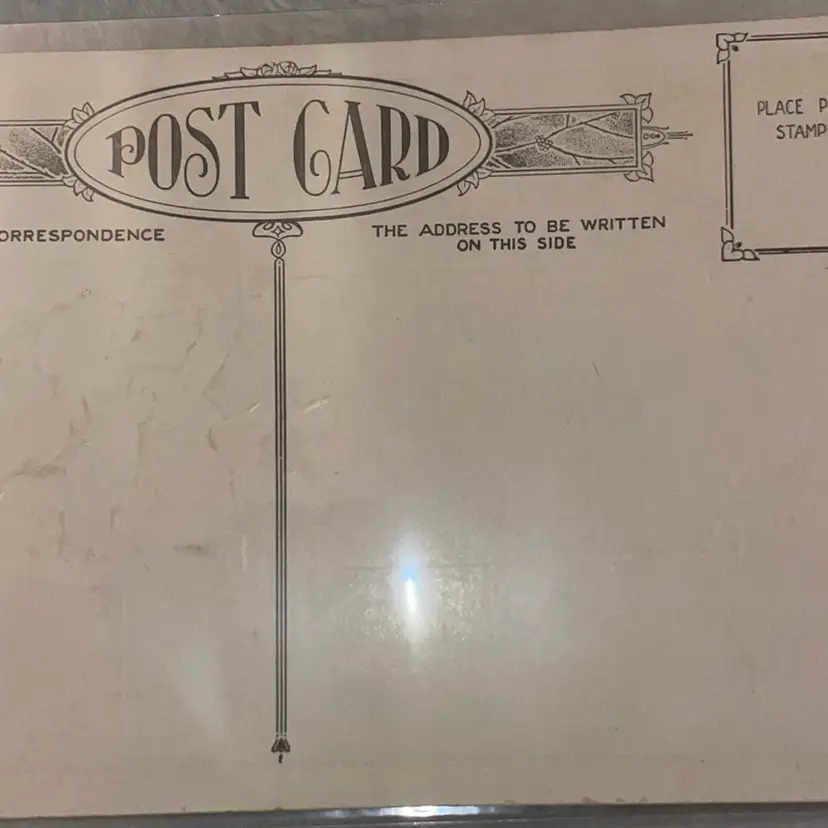 POST CARD
ORRESPONDENCE
THE ADDRESS TO BE WRITTEN
ON THIS SIDE
PLACE P
STAMP